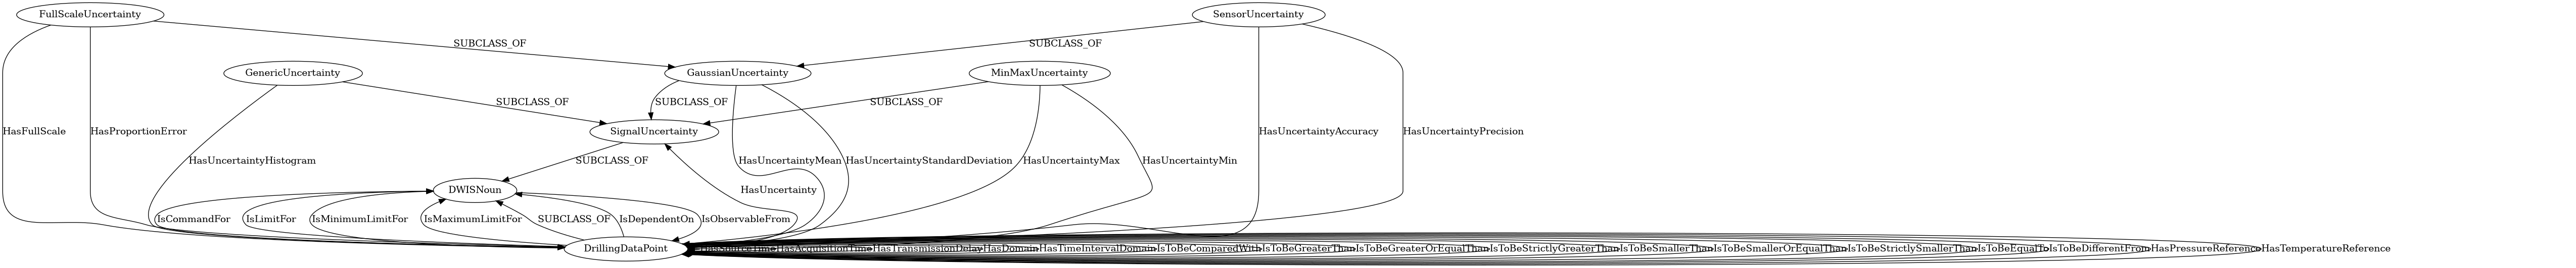 FullScaleUncertainty
SensorUncertainty
SUBCLASS_OF
SUBCLASS_OF
GenericUncertainty
GaussianUncertainty
MinMaxUncertainty
SUBCLASS_OF
SUBCLASS_OF
SUBCLASS_OF
HasFullScale
HasProportionError
SignalUncertainty
HasUncertaintyAccuracy
HasUncertaintyPrecision
HasUncertaintyHistogram
SUBCLASS_OF
HasUncertaintyMean
HasUncertaintyStandardDeviation
HasUncertaintyMax
HasUncertaintyMin
DWISNoun
HasUncertainty
IsCommandFor
IsLimitFor
IsMinimumLimitFor
IsMaximumLimitFor
SUBCLASS_OF
IsDependentOn
IsObservableFrom
DrillingDataPoint
HasSourceTime
HasAcquisitionTime
HasTransmissionDelay
HasDomain
HasTimeIntervalDomain
IsToBeComparedWith
IsToBeGreaterThan
IsToBeGreaterOrEqualThan
IsToBeStrictlyGreaterThan
IsToBeSmallerThan
IsToBeSmallerOrEqualThan
IsToBeStrictlySmallerThan
IsToBeEqualTo
IsToBeDifferentFrom
HasPressureReference
HasTemperatureReference